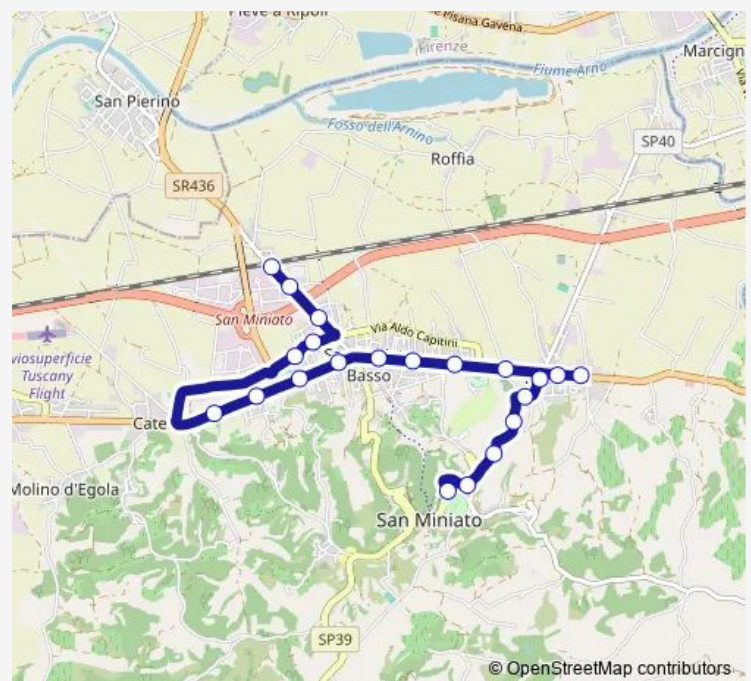 Pieve a Ripoli
Pisana Gavena
Firenze
Marcign
San Pierino
Fiume Arno
Fosso dell'Arnino
Roffia
SP40
SR436
San Miniato
Via Aldo Capitini
viosuperficie
Tuscany
Flight
Basso
Cate
Molino d'Egola
San Miniato
SP39
© OpenStreetMap contributors